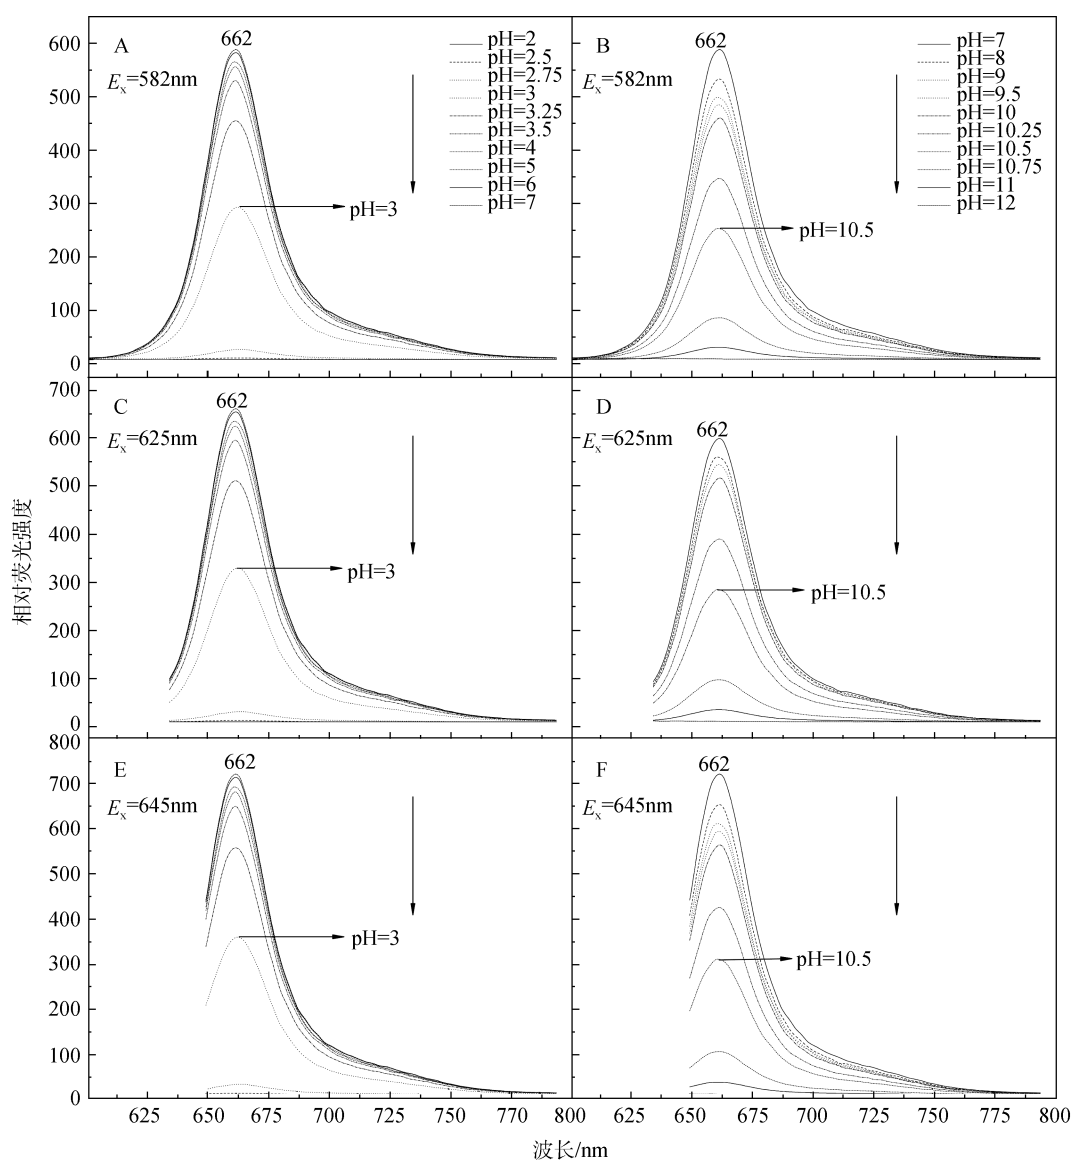 相对荧光强度
A
662
Eₓ=582nm
600
500
400
300
200
100
0
pH=2
pH=2.5
pH=2.75
pH=3
pH=3.25
pH=3.5
pH=4
pH=5
pH=6
pH=7
pH=3
B
662
Eₓ=582nm
pH=7
pH=8
pH=9
pH=9.5
pH=10
pH=10.25
pH=10.5
pH=10.75
pH=11
pH=12
pH=10.5
C
662
Eₓ=625nm
700
600
500
400
300
200
100
0
pH=3
D
662
Eₓ=625nm
pH=10.5
E
662
Eₓ=645nm
800
700
600
500
400
300
200
100
0
pH=3
F
662
Eₓ=645nm
pH=10.5
625 650 675 700 725 750 770 800 625 650 675 700 725 750 775 800
波长/nm